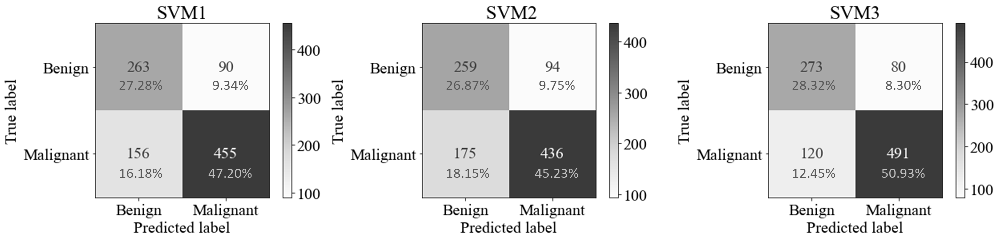 SVM1
True label
Benign
263
90
27.28%
9.34%
Malignant
156
455
16.18%
47.20%
Benign
Malignant
Predicted label
400
300
200
100
SVM2
True label
Benign
259
94
26.87%
9.75%
Malignant
175
436
18.15%
45.23%
Benign
Malignant
Predicted label
400
300
200
100
SVM3
True label
Benign
273
80
28.32%
8.30%
Malignant
120
491
12.45%
50.93%
Benign
Malignant
Predicted label
400
300
200
100